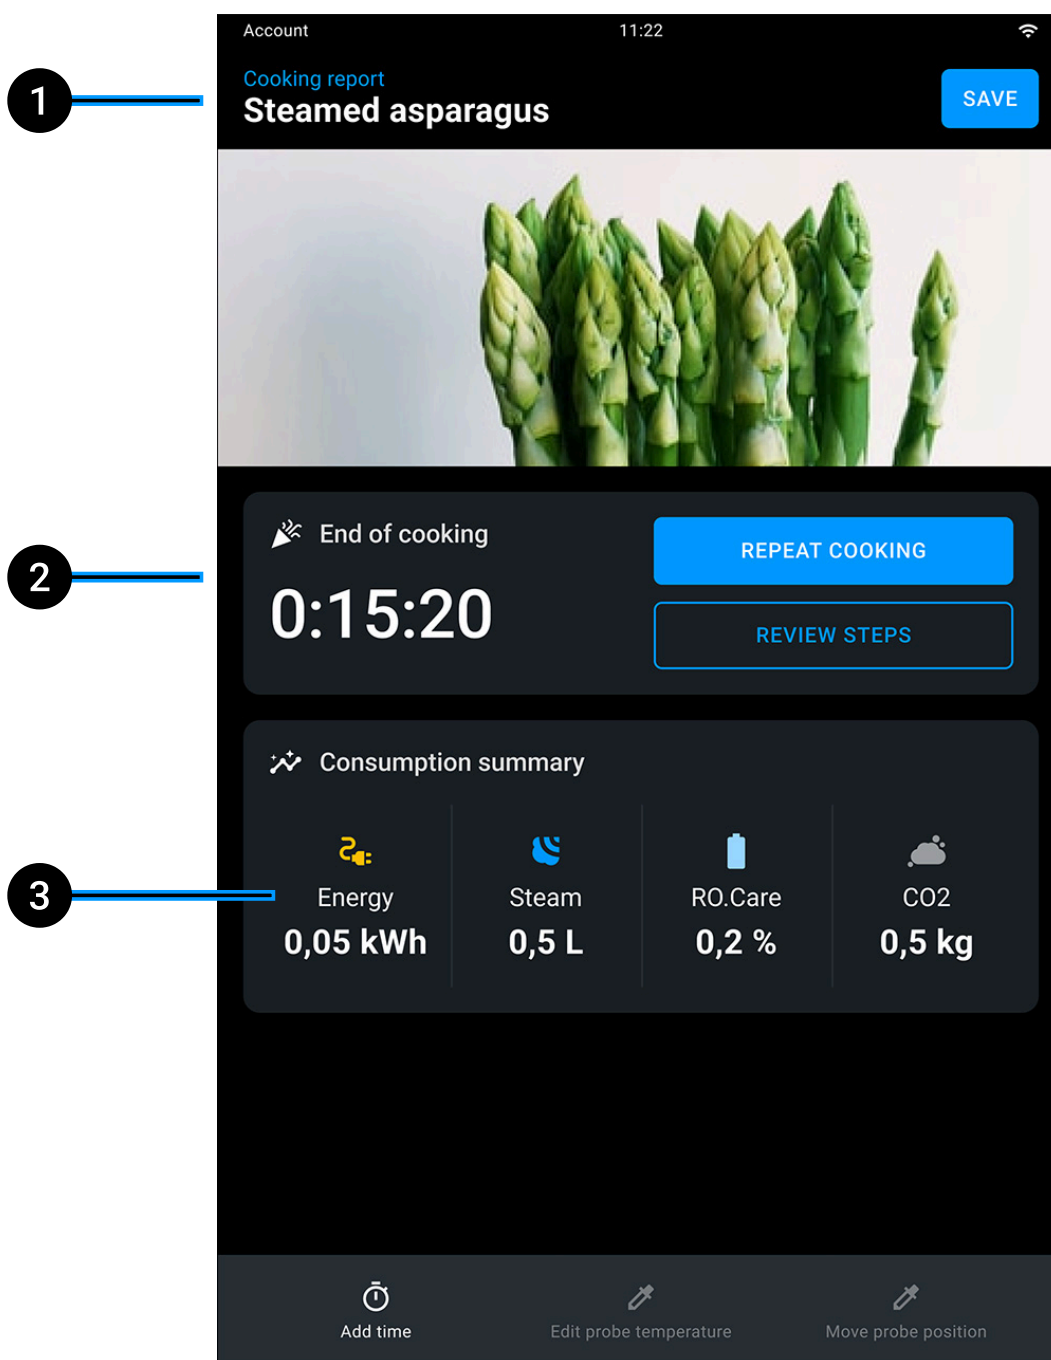 Account 11:22
1
Cooking report
Steamed asparagus
SAVE
2
End of cooking
0:15:20
REPEAT COOKING
REVIEW STEPS
Consumption summary
3
Energy Steam RO.Care CO2
0,05 kWh 0,5 L 0,2 % 0,5 kg
Add time Edit probe temperature Move probe position